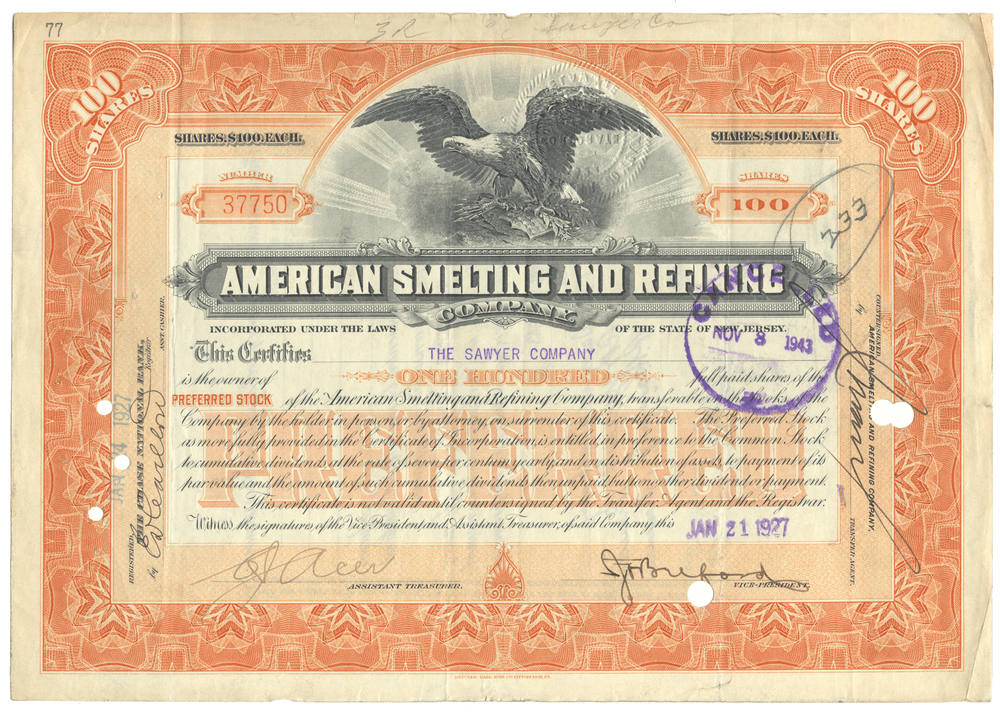 77
3R Sawyer Co
100 SHARES
100 SHARES
SHARES, $100, EACH.
SHARES, $100, EACH.
NUMBER
37750
SHARES
100
233
AMERICAN SMELTING AND REFINING
COMPANY
INCORPORATED UNDER THE LAWS OF THE STATE OF NEW JERSEY.
CANCELLED
NOV 8 1943
This Certifies THE SAWYER COMPANY
is the owner of ONE HUNDRED full paid shares of the
PREFERRED STOCK of the American Smelting and Refining Company, transferable on the books of the
Company by the holder in person or by attorney, on surrender of this certificate. The Preferred Stock
as more fully provided in the Certificate of Incorporation, is entitled, in preference to the Common Stock
to cumulative dividends at the rate of seven per centum yearly, and on distribution of assets, to payment of its
par value and the amount of such cumulative dividends then unpaid but to no other dividend or payment.
This certificate is not valid until countersigned by the Transfer Agent and the Registrar.
PREFERRED
Witness, the signatures of the Vice-President and Assistant Treasurer, of said Company this JAN 21 1927
ASSISTANT TREASURER.
VICE-PRESIDENT.
REGISTERED,
THE CHASE NATIONAL BANK,
Registrar
by
ASST. CASHIER.
1927
COUNTERSIGNED,
AMERICAN SMELTING AND REFINING COMPANY,
by
TRANSFER AGENT.